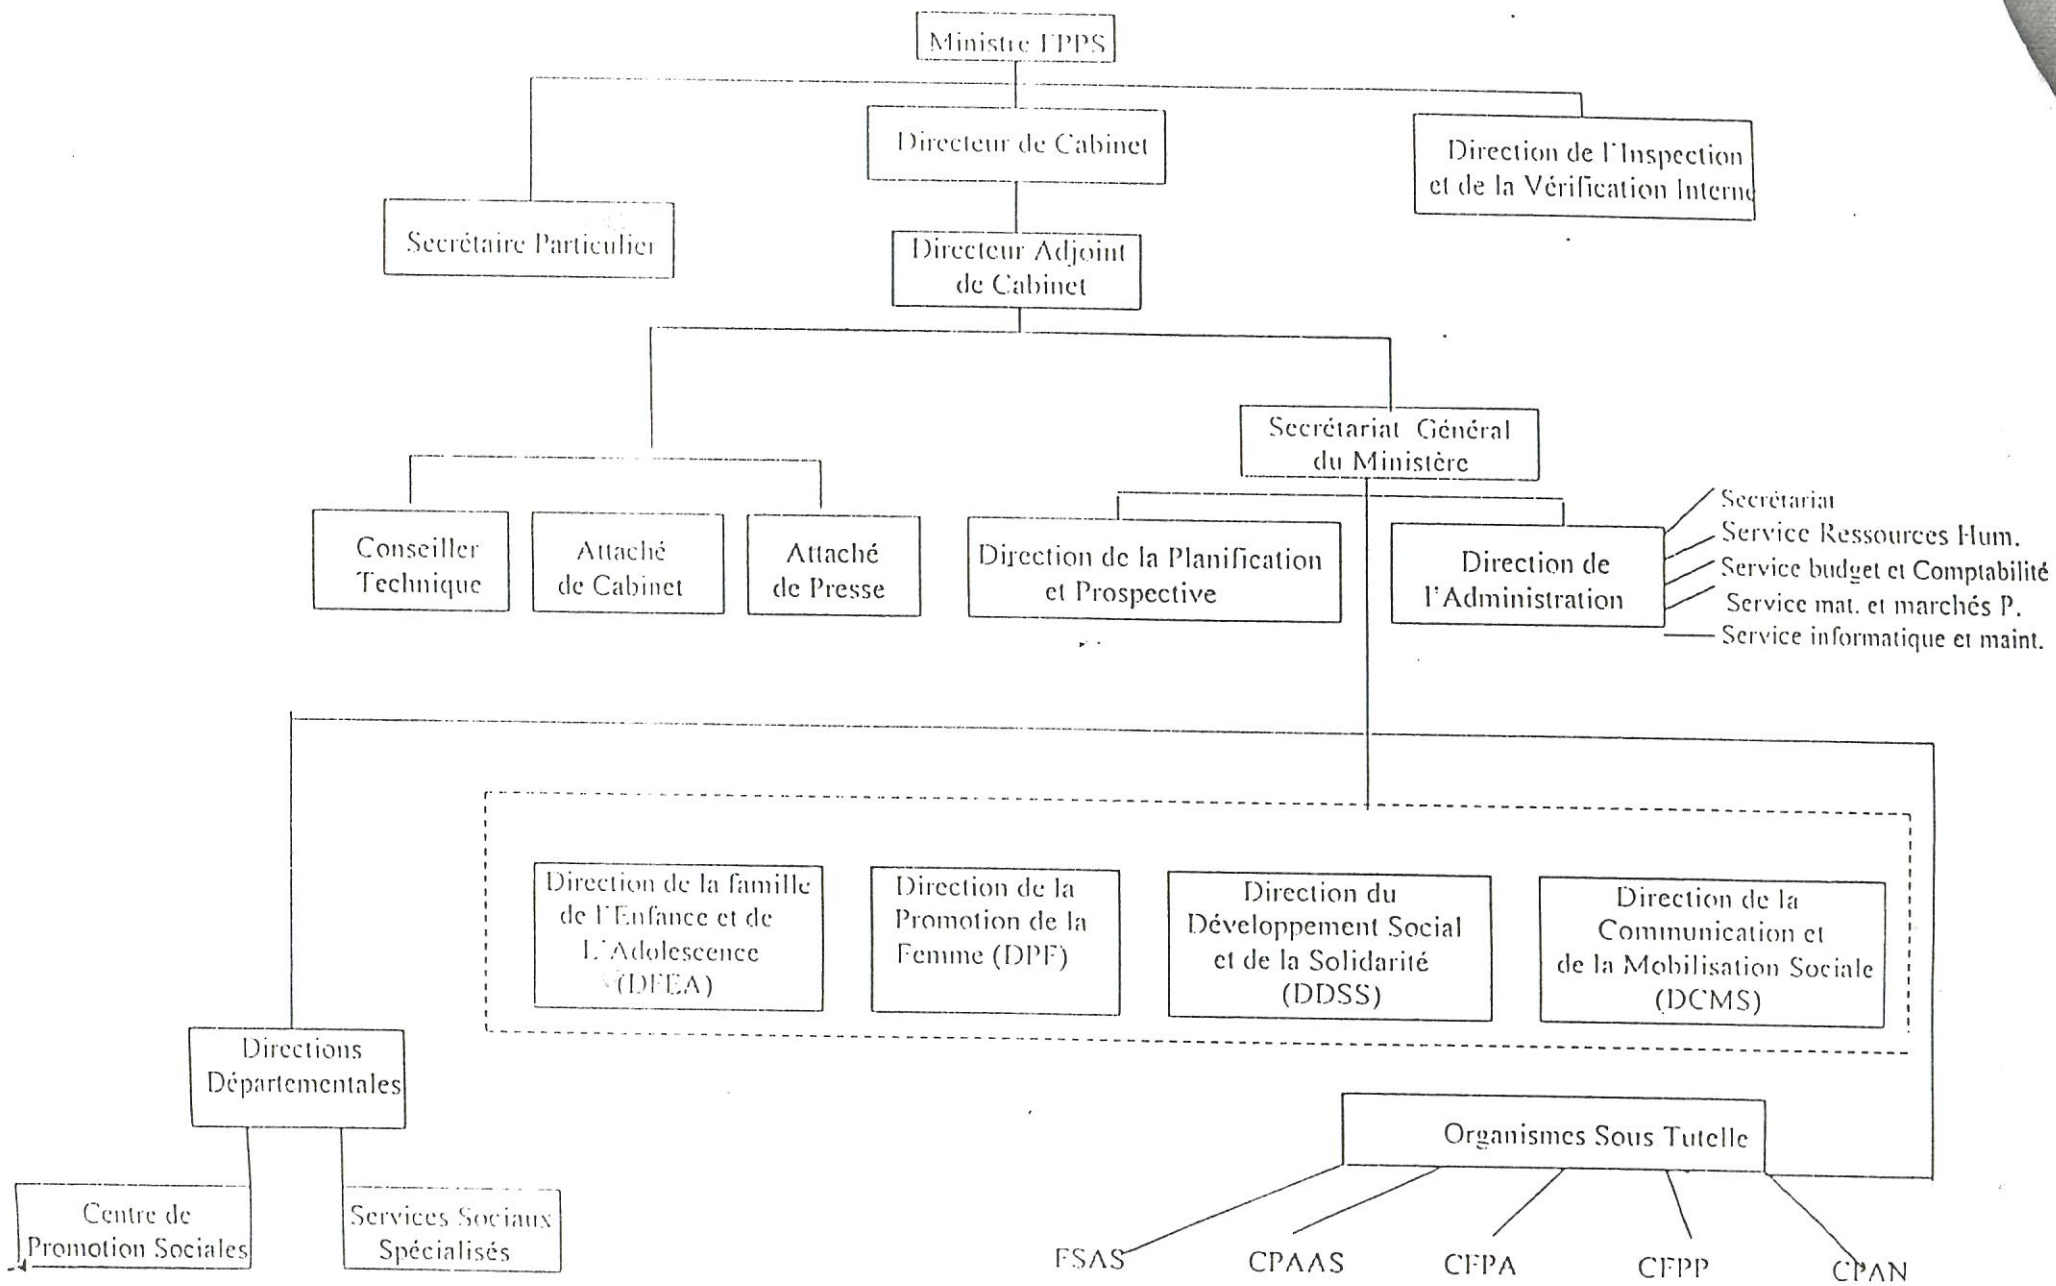 Ministre FPPS
Directeur de Cabinet
Direction de l'Inspection
et de la Vérification Interne
Secrétaire Particulier
Directeur Adjoint
de Cabinet
Secrétariat Général
du Ministère
Conseiller
Technique
Attaché
de Cabinet
Attaché
de Presse
Direction de la Planification
et Prospective
Direction de
l'Administration
Secrétariat
Service Ressources Hum.
Service budget et Comptabilité
Service mat. et marchés P.
Service informatique et maint.
Direction de la famille
de l'Enfance et de
L'Adolescence
(DFEA)
Direction de la
Promotion de la
Femme (DPF)
Direction du
Développement Social
et de la Solidarité
(DDSS)
Direction de la
Communication et
de la Mobilisation Sociale
(DCMS)
Directions
Départementales
Organismes Sous Tutelle
Centre de
Promotion Sociales
Services Sociaux
Spécialisés
FSAS
CPAAS
CFPA
CFPP
CPAN